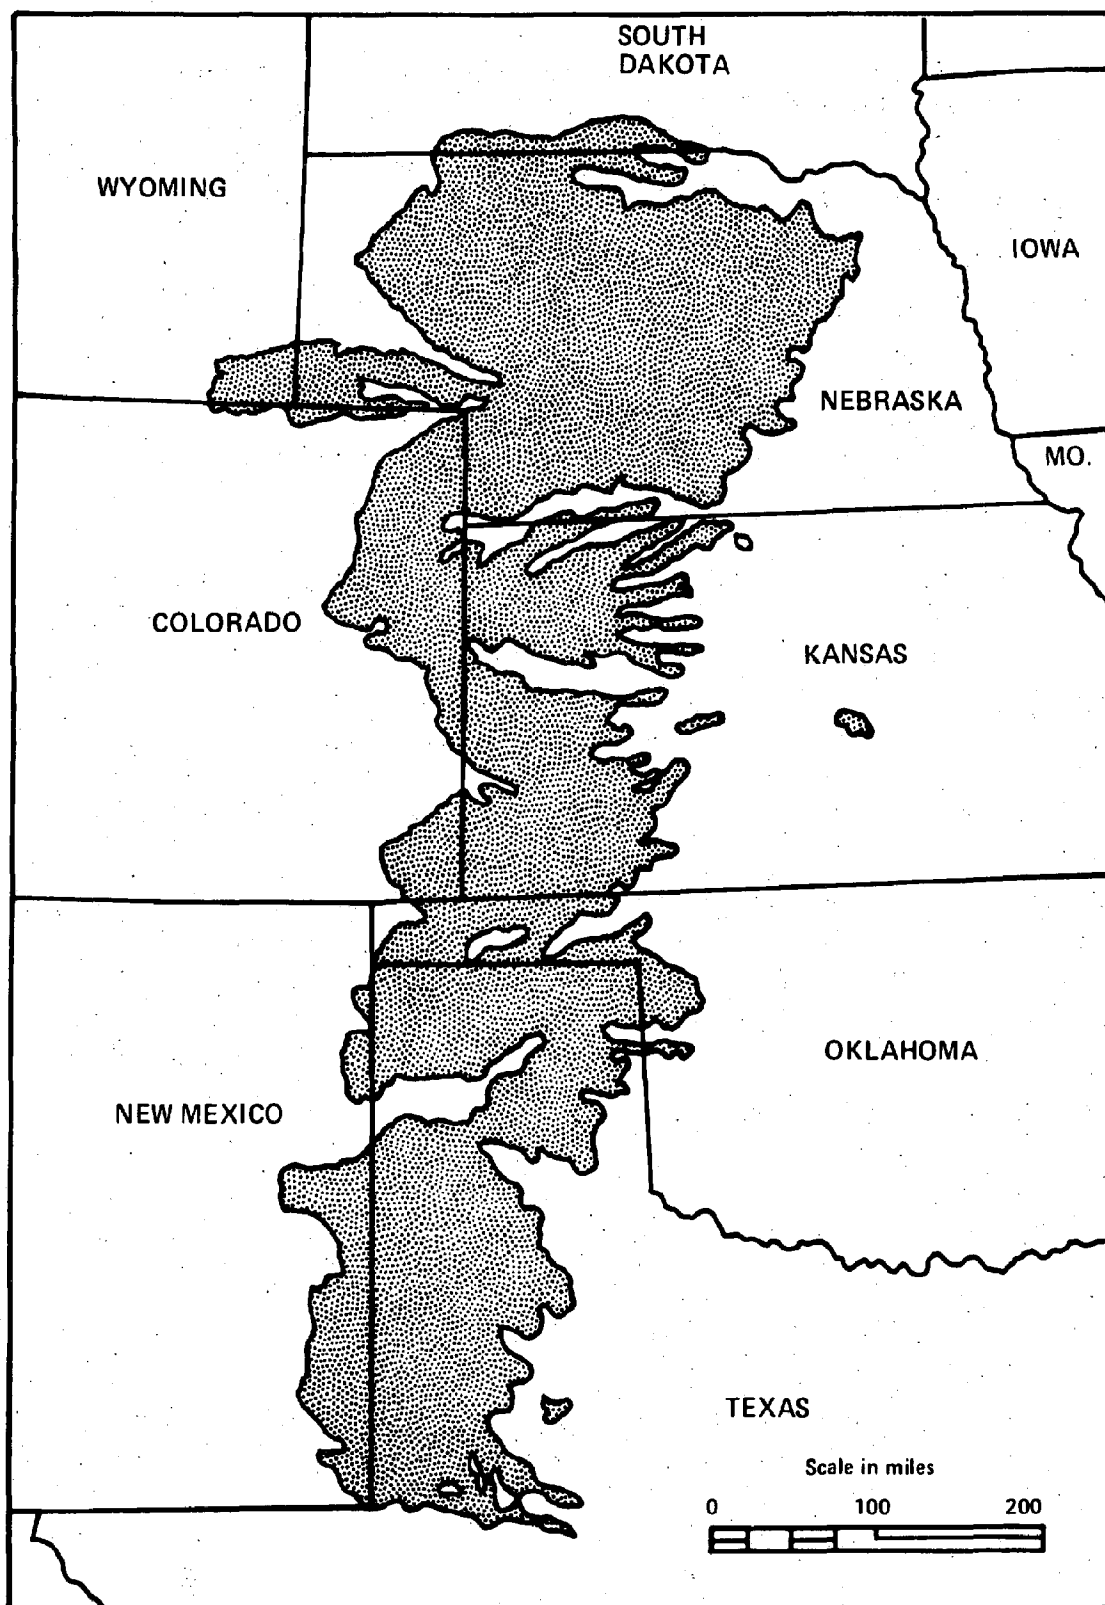 SOUTH
DAKOTA
WYOMING
IOWA
NEBRASKA
MO.
COLORADO
KANSAS
OKLAHOMA
NEW MEXICO
TEXAS
Scale in miles
0 100 200